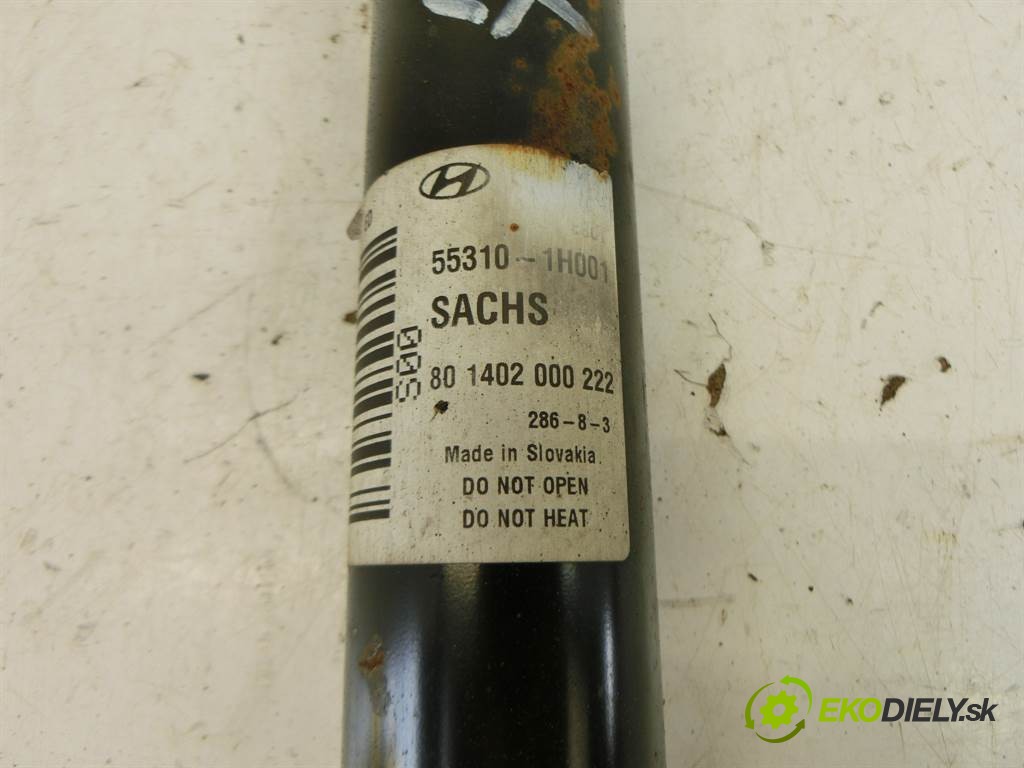 55310-1H001
SACHS
80 1402 000 222
286-8-3
Made in Slovakia
DO NOT OPEN
DO NOT HEAT
S00
EKODIELY.sk